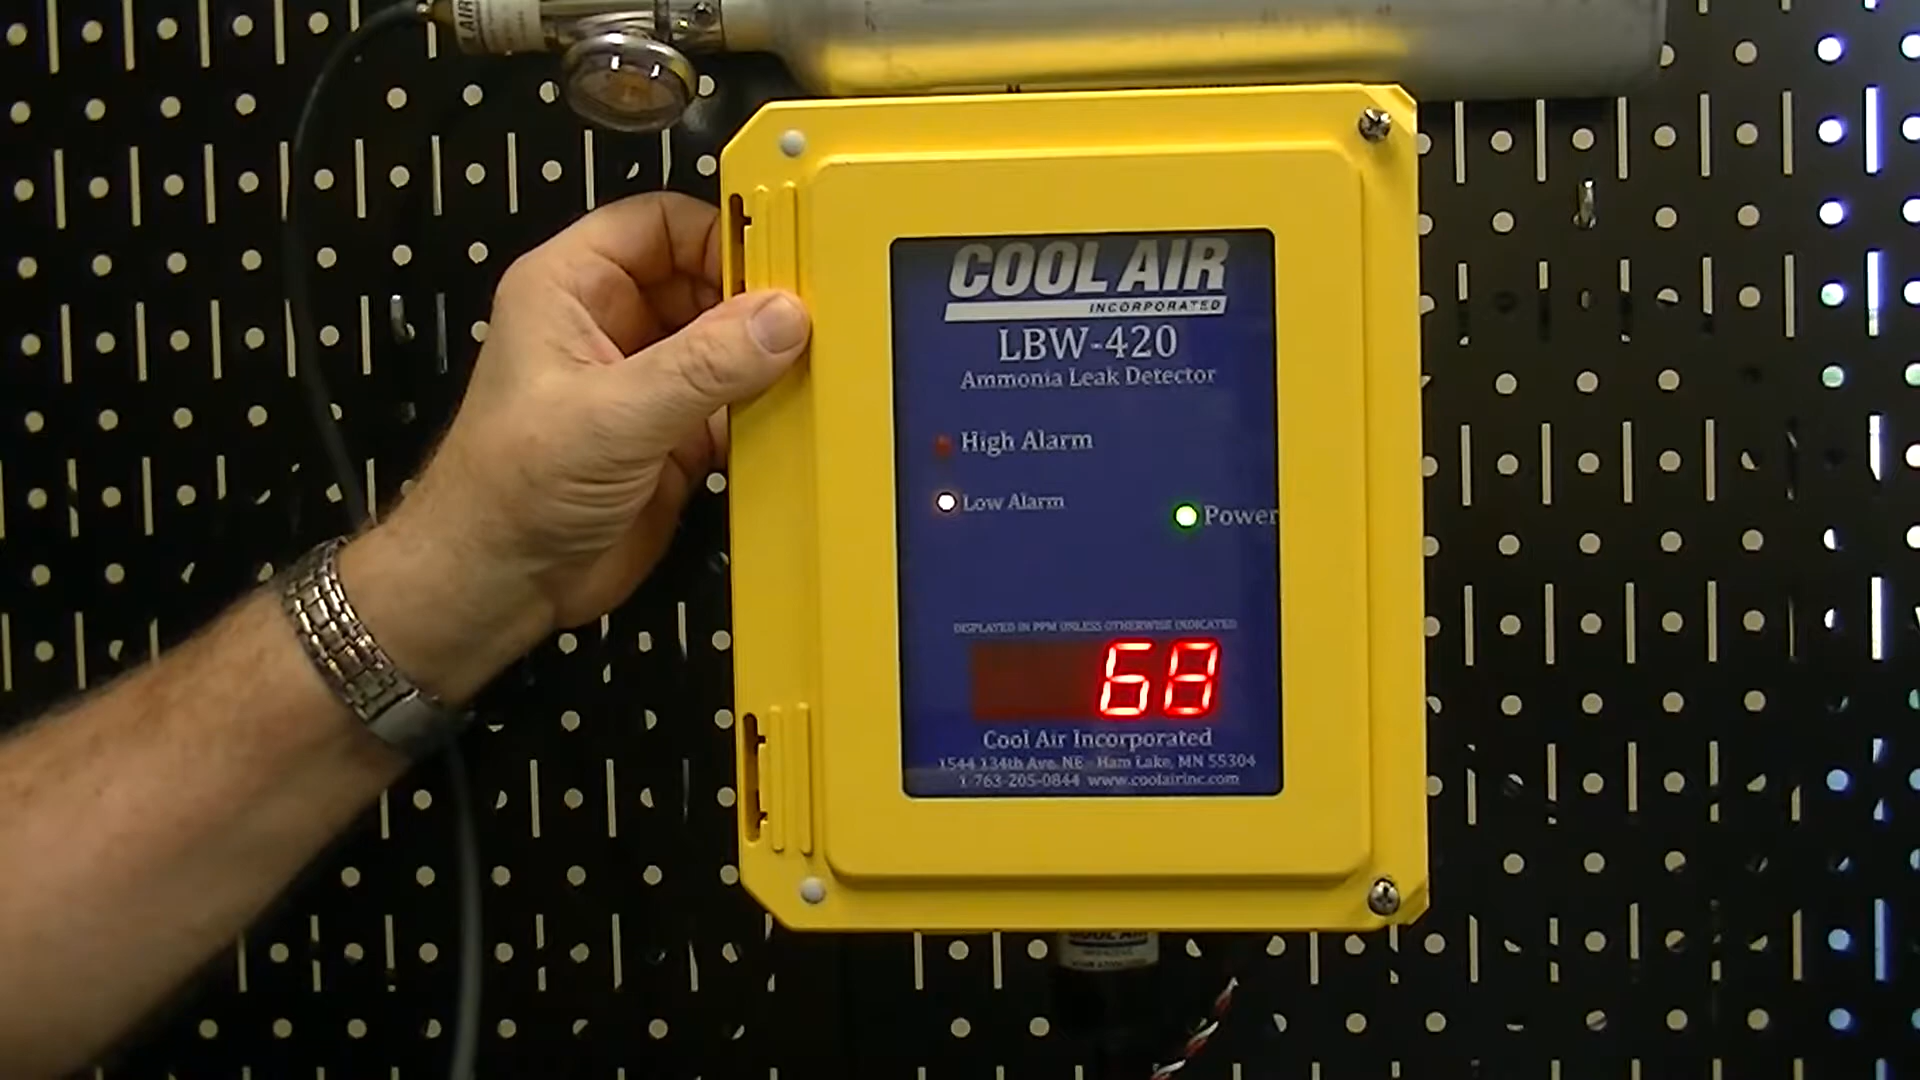 COOL AIR
INCORPORATED
LBW-420
Ammonia Leak Detector
High Alarm
Low Alarm
Power
DISPLAYED IN PPM UNLESS OTHERWISE INDICATED
68
Cool Air Incorporated
1544 134th Ave. NE - Ham Lake, MN 55304
1-763-205-0844 www.coolairinc.com
COOL AIR